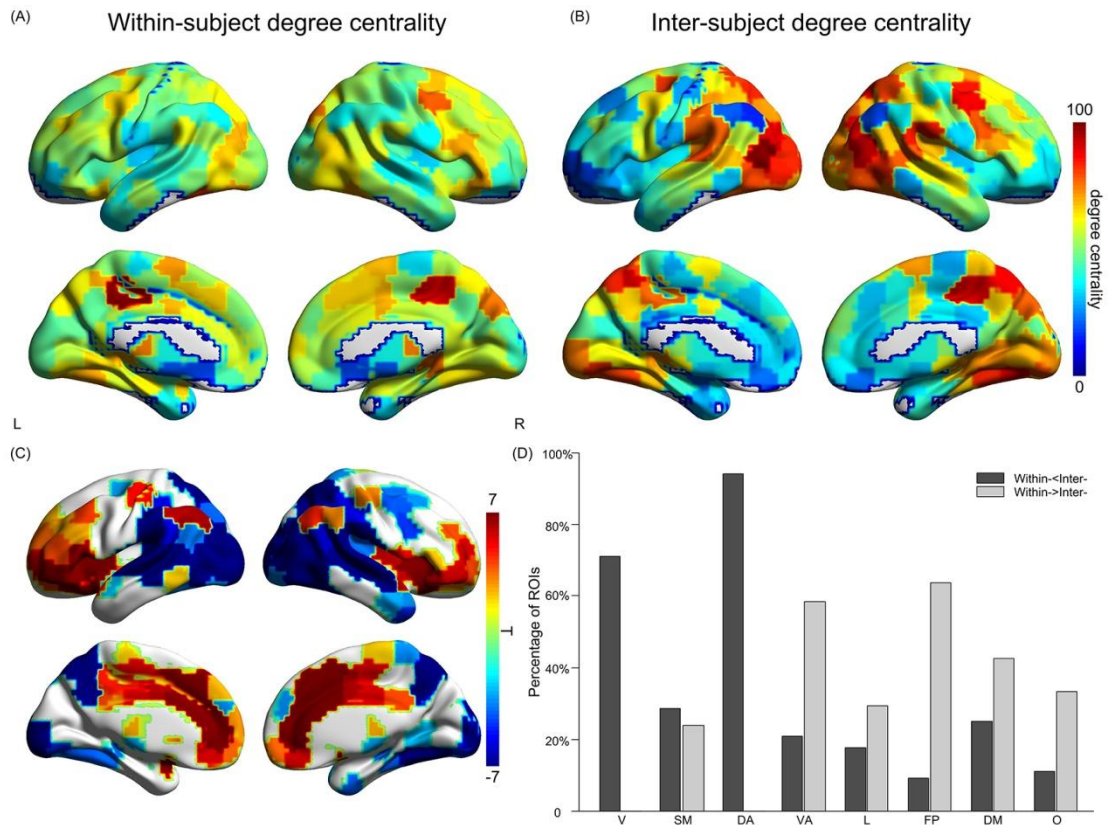 (A)
Within-subject degree centrality
(B)
Inter-subject degree centrality
100
degree centrality
0
L
R
(C)
7
T
-7
(D)
100%
80%
60%
40%
20%
0
Percentage of ROIs
Within-<Inter-
Within->Inter-
V SM DA VA L FP DM O